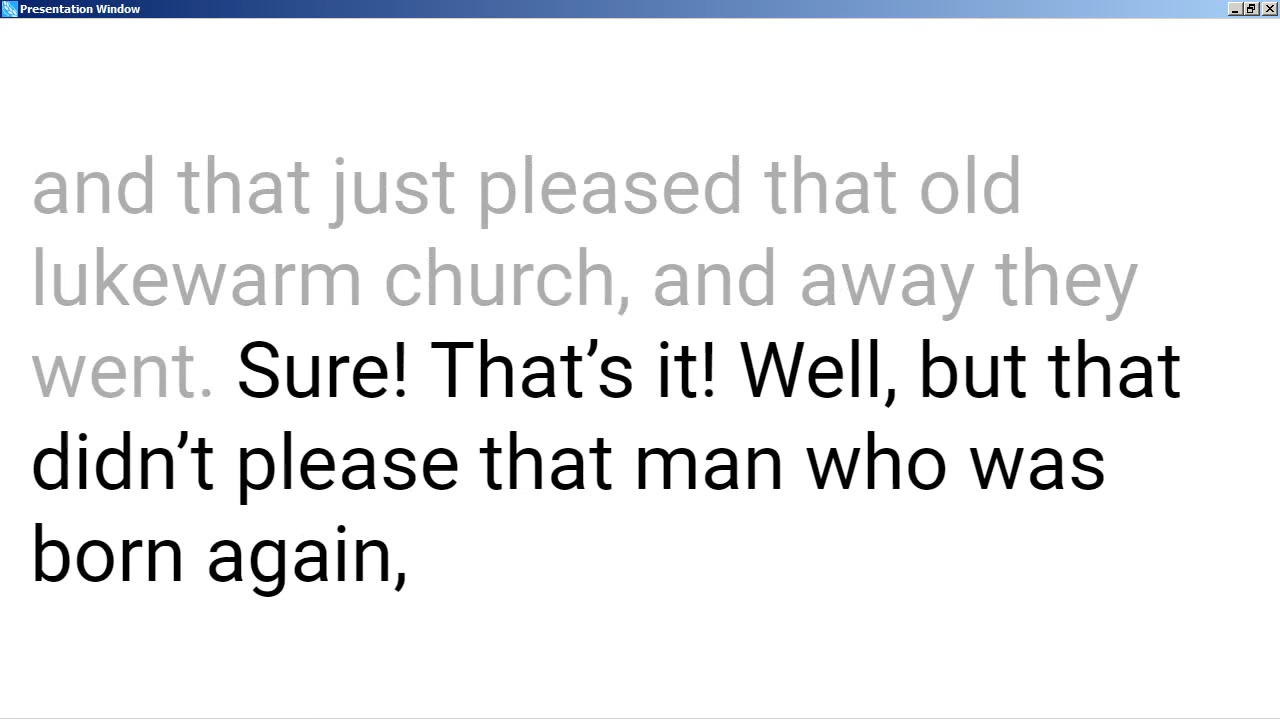 Presentation Window
and that just pleased that old
lukewarm church, and away they
went. Sure! That’s it! Well, but that
didn’t please that man who was
born again,